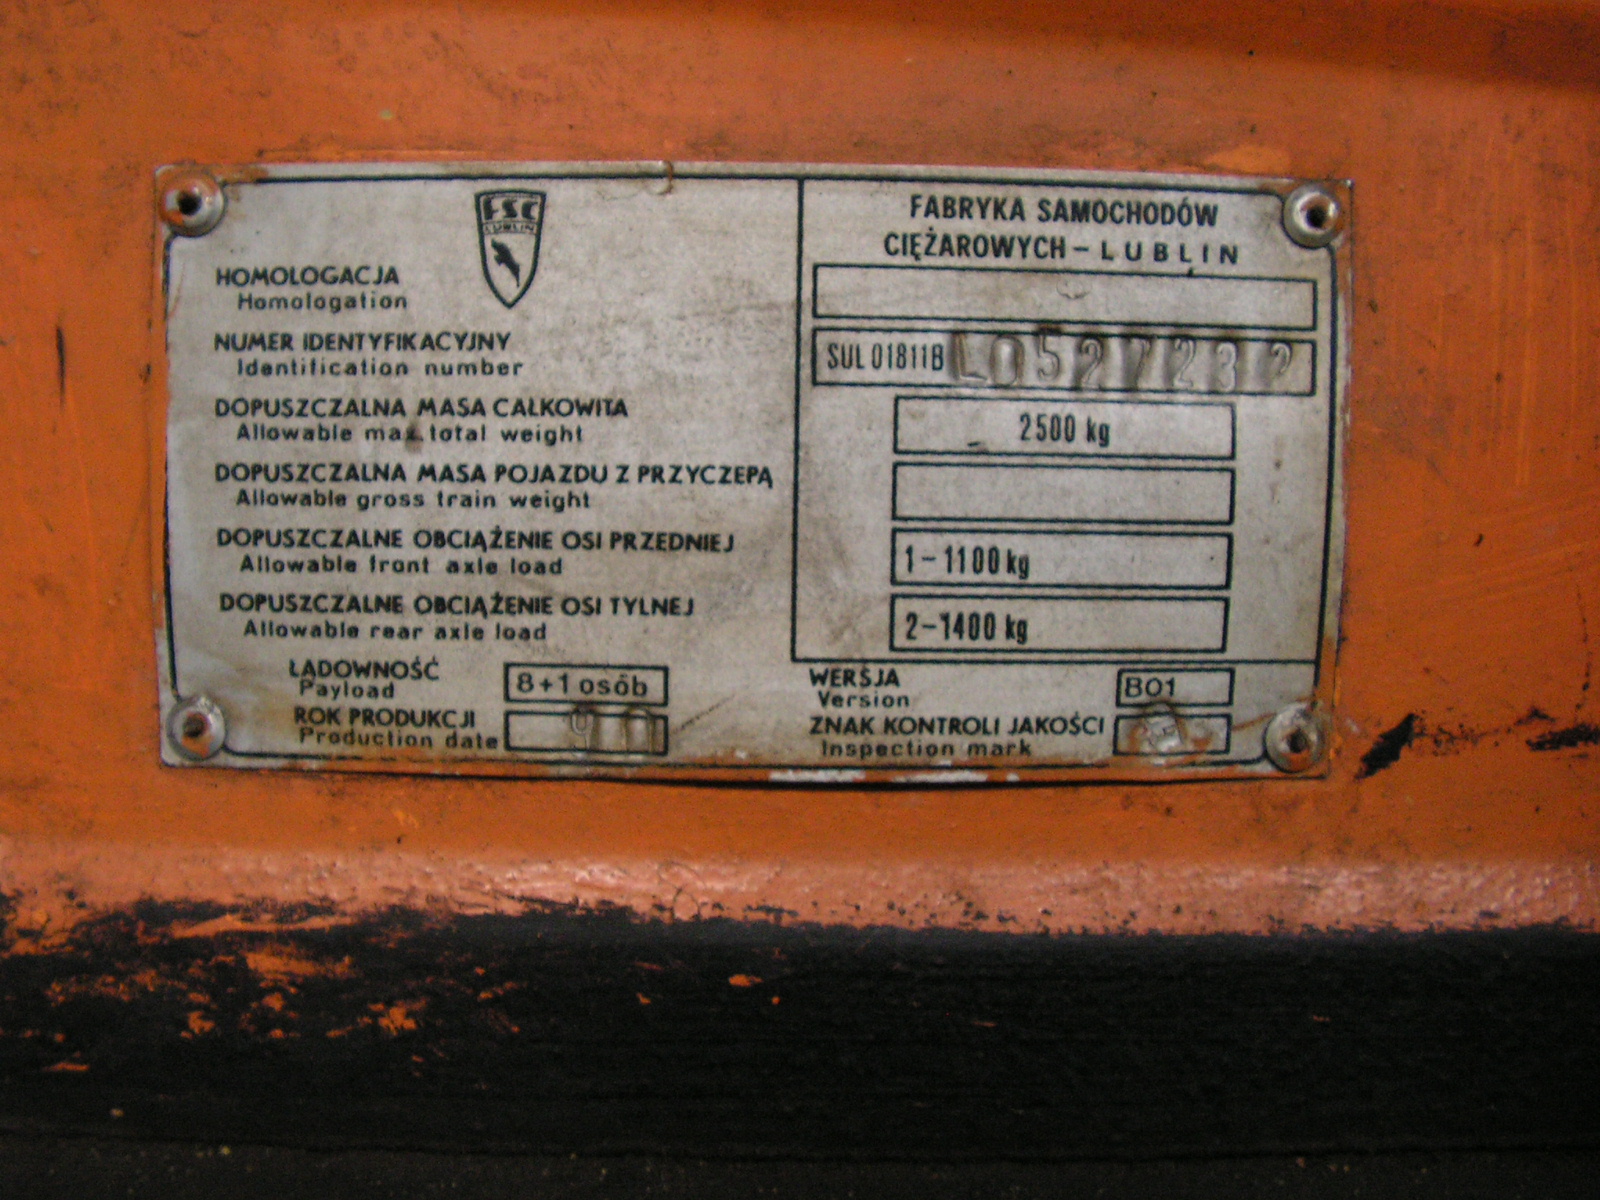 FSC
LUBLIN
FABRYKA SAMOCHODÓW
CIĘŻAROWYCH – LUBLIN
HOMOLOGACJA
Homologation
NUMER IDENTYFIKACYJNY
Identification number
SUL 01811B L0527232
DOPUSZCZALNA MASA CAŁKOWITA
Allowable max. total weight
2500 kg
DOPUSZCZALNA MASA POJAZDU Z PRZYCZEPĄ
Allowable gross train weight
DOPUSZCZALNE OBCIĄŻENIE OSI PRZEDNIEJ
Allowable front axle load
1 – 1100 kg
DOPUSZCZALNE OBCIĄŻENIE OSI TYLNEJ
Allowable rear axle load
2 – 1400 kg
ŁADOWNOŚĆ
Payload
8+1 osób
ROK PRODUKCJI
Production date
90
WERSJA
Version
B01
ZNAK KONTROLI JAKOŚCI
Inspection mark